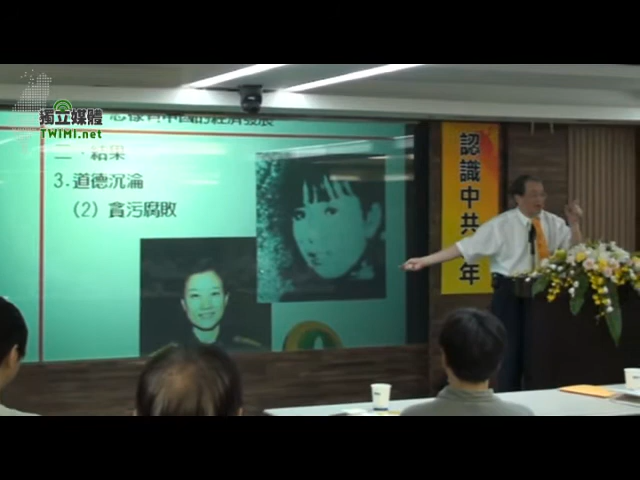 獨立媒體
TWIMI.net
怎樣看中國的經濟發展
二、結果
3.道德沉淪
(2) 貪污腐敗
認識中共
年